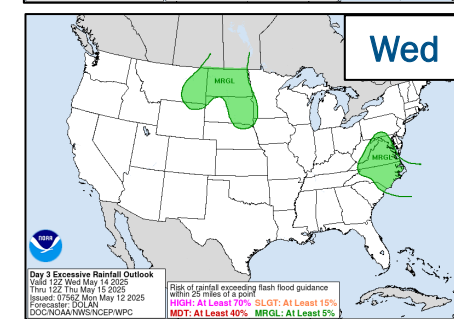 Wed
MRGL
MRGL
NOAA
Day 3 Excessive Rainfall Outlook
Valid 12Z Wed May 14 2025
Thru 12Z Thu May 15 2025
Issued: 0756Z Mon May 12 2025
Forecaster: DOLAN
DOC/NOAA/NWS/NCEP/WPC
Risk of rainfall exceeding flash flood guidance
within 25 miles of a point
HIGH: At Least 70% SLGT: At Least 15%
MDT: At Least 40% MRGL: At Least 5%